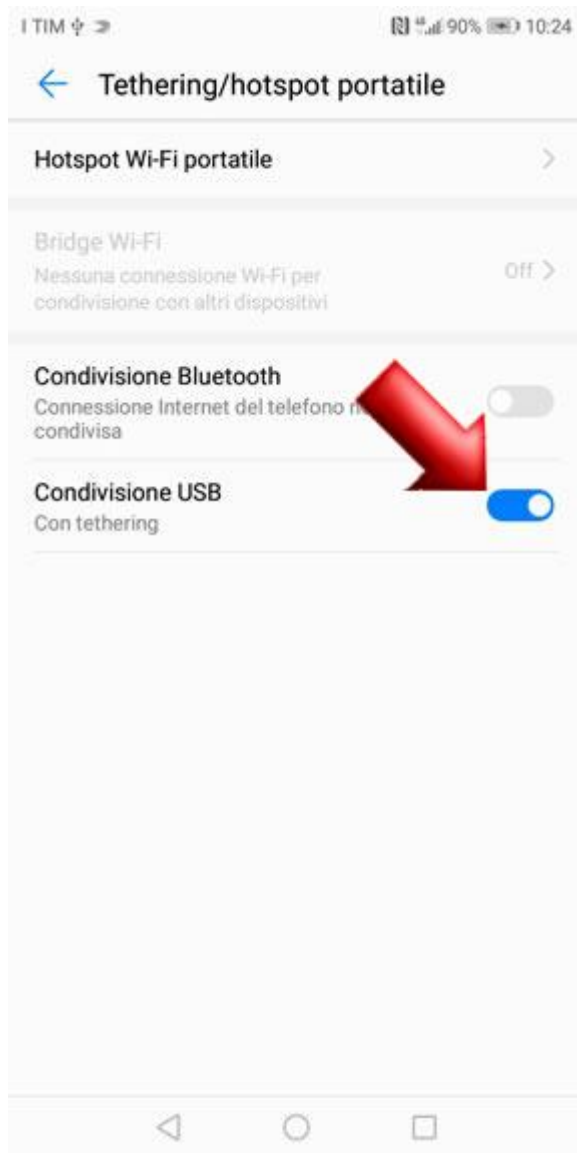 I TIM 90% 10:24
Tethering/hotspot portatile
Hotspot Wi-Fi portatile
Bridge Wi-Fi
Nessuna connessione Wi-Fi per
condivisione con altri dispositivi
Off
Condivisione Bluetooth
Connessione Internet del telefono
condivisa
Condivisione USB
Con tethering